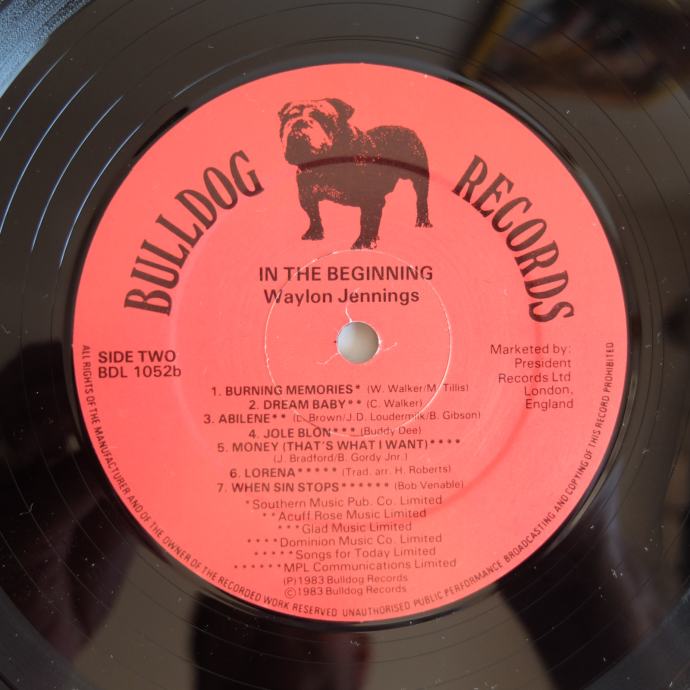 BULLDOG RECORDS
IN THE BEGINNING
Waylon Jennings
SIDE TWO
BDL 1052b
Marketed by:
President
Records Ltd
London,
England
1. BURNING MEMORIES* (W. Walker/M. Tillis)
2. DREAM BABY** (C. Walker)
3. ABILENE** (L. Brown/J.D. Loudermilk/B. Gibson)
4. JOLE BLON*** (Buddy Dee)
5. MONEY (THAT'S WHAT I WANT)****
(J. Bradford/B. Gordy Jnr.)
6. LORENA***** (Trad. arr. H. Roberts)
7. WHEN SIN STOPS****** (Bob Venable)
*Southern Music Pub. Co. Limited
**Acuff Rose Music Limited
***Glad Music Limited
****Dominion Music Co. Limited
*****Songs for Today Limited
******MPL Communications Limited
(P)1983 Bulldog Records
©1983 Bulldog Records
ALL RIGHTS OF THE MANUFACTURER AND OF THE OWNER OF THE RECORDED WORK RESERVED UNAUTHORISED PUBLIC PERFORMANCE BROADCASTING AND COPYING OF THIS RECORD PROHIBITED